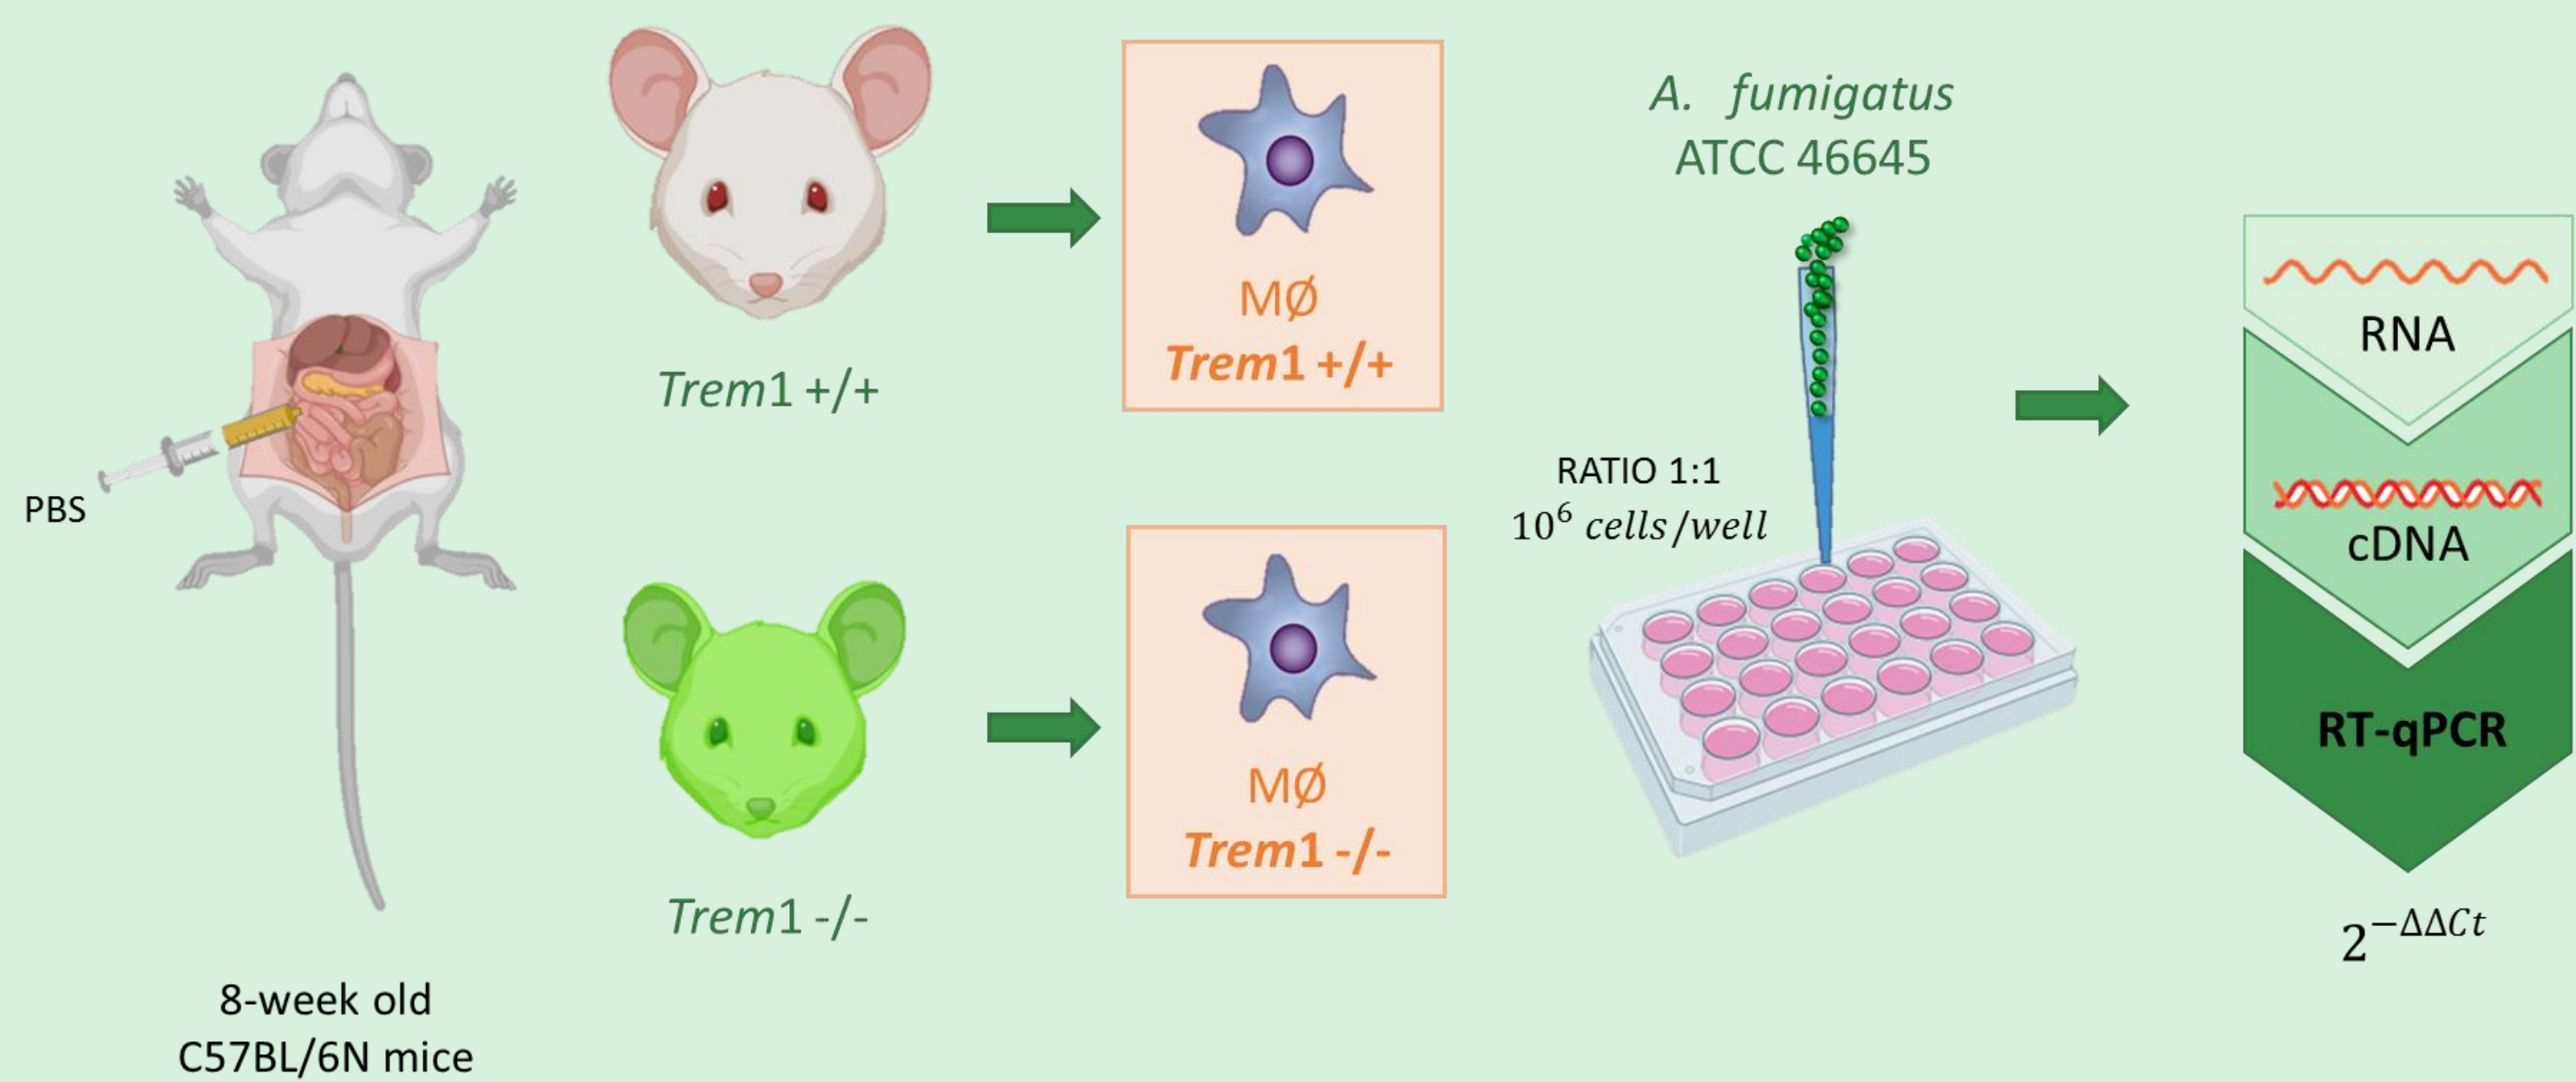 PBS
8-week old
C57BL/6N mice
Trem1 +/+
Trem1 -/-
MØ
Trem1 +/+
MØ
Trem1 -/-
A. fumigatus
ATCC 46645
RATIO 1:1
10⁶ cells/well
RNA
cDNA
RT-qPCR
2^−ΔΔCt